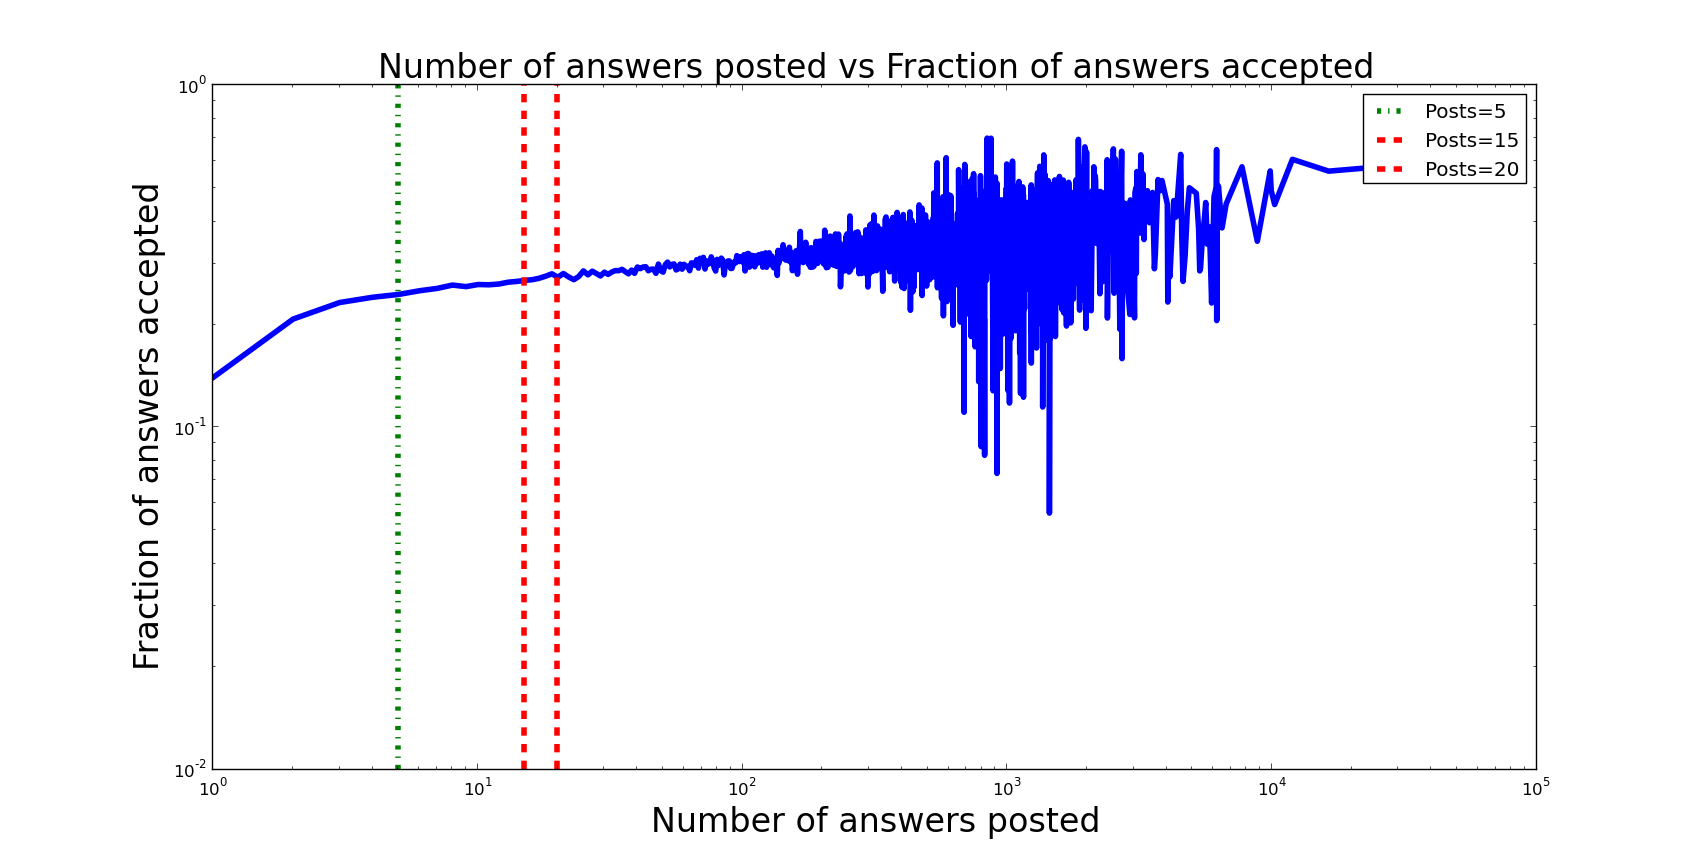 Number of answers posted vs Fraction of answers accepted
10^0
10^-1
10^-2
Fraction of answers accepted
Posts=5
Posts=15
Posts=20
10^0
10^1
10^2
10^3
10^4
10^5
Number of answers posted